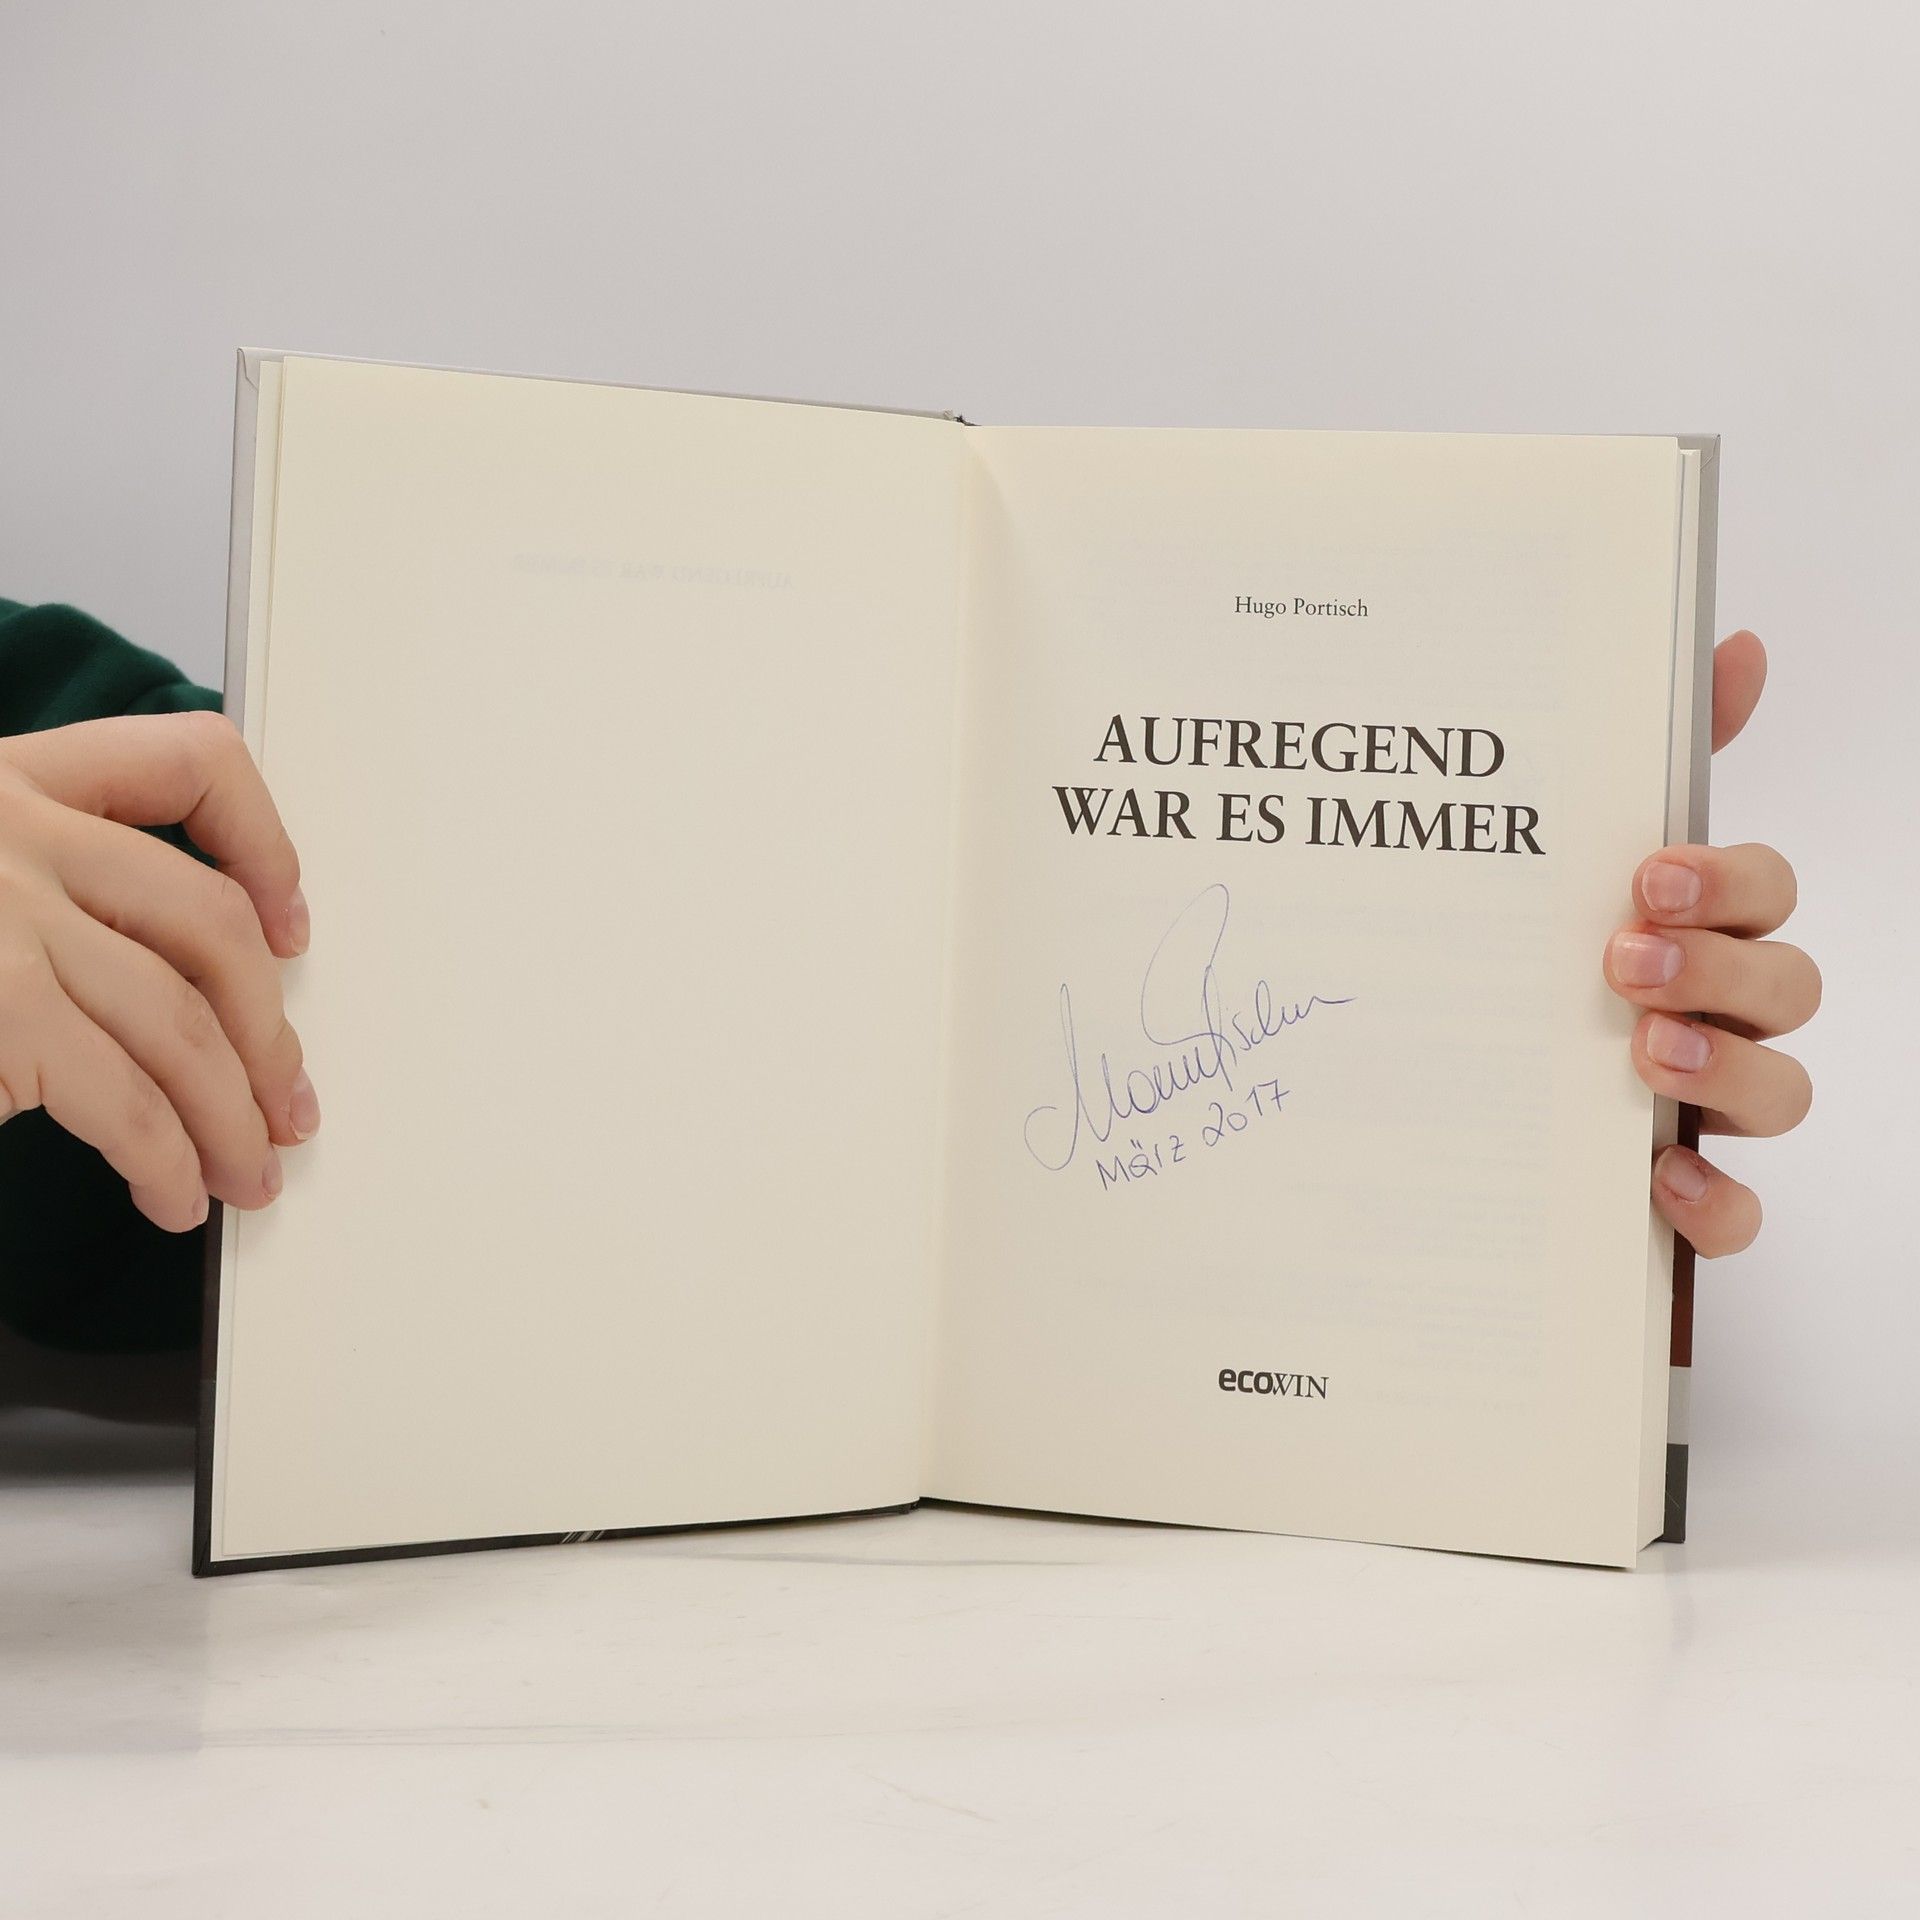 Hugo Portisch
AUFREGEND
WAR ES IMMER
März 2017
ecoWIN